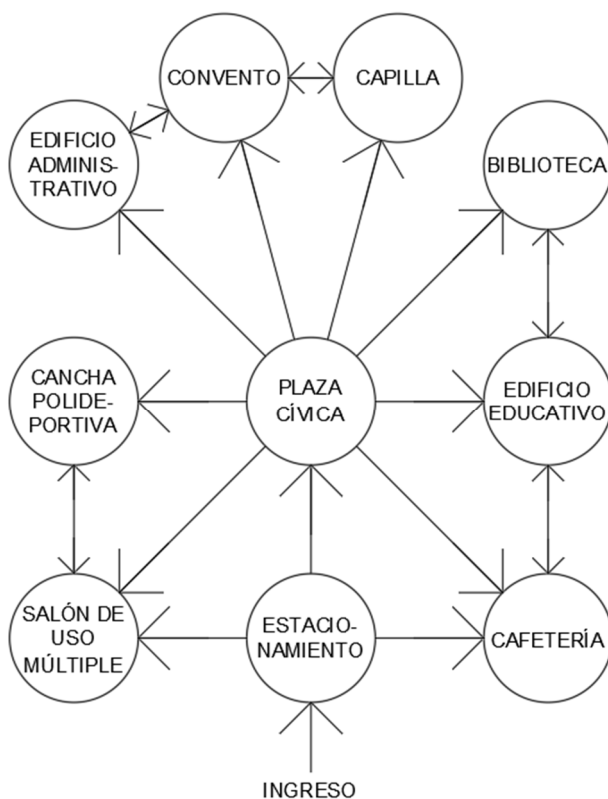 CONVENTO
CAPILLA
EDIFICIO
ADMINIS-
TRATIVO
BIBLIOTECA
CANCHA
POLIDE-
PORTIVA
PLAZA
CÍVICA
EDIFICIO
EDUCATIVO
SALÓN DE
USO
MÚLTIPLE
ESTACIO-
NAMIENTO
CAFETERÍA
INGRESO